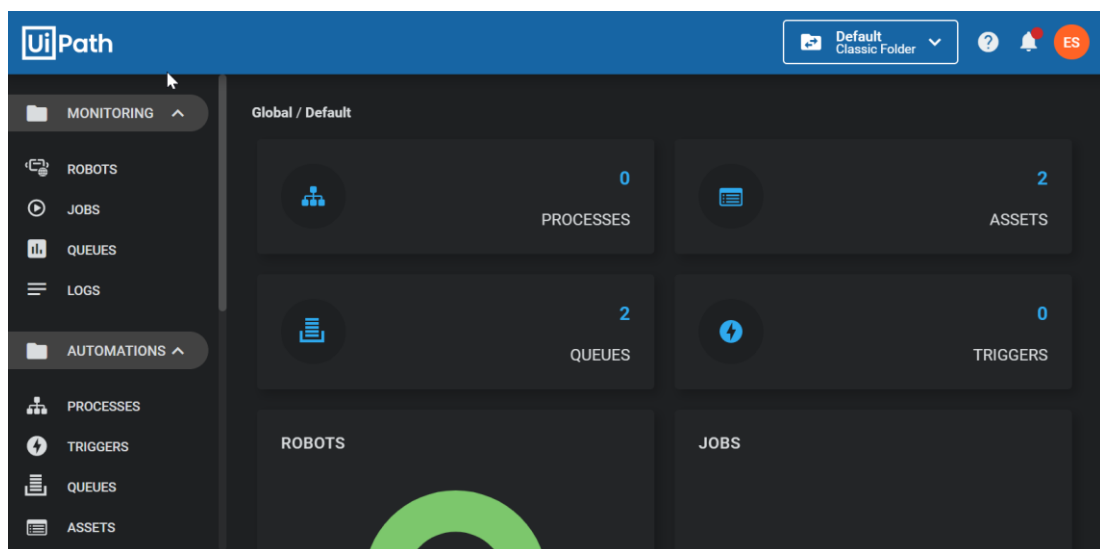 UiPath
Default
Classic Folder
ES
MONITORING
ROBOTS
JOBS
QUEUES
LOGS
AUTOMATIONS
PROCESSES
TRIGGERS
QUEUES
ASSETS
Global / Default
0
PROCESSES
2
ASSETS
2
QUEUES
0
TRIGGERS
ROBOTS
JOBS